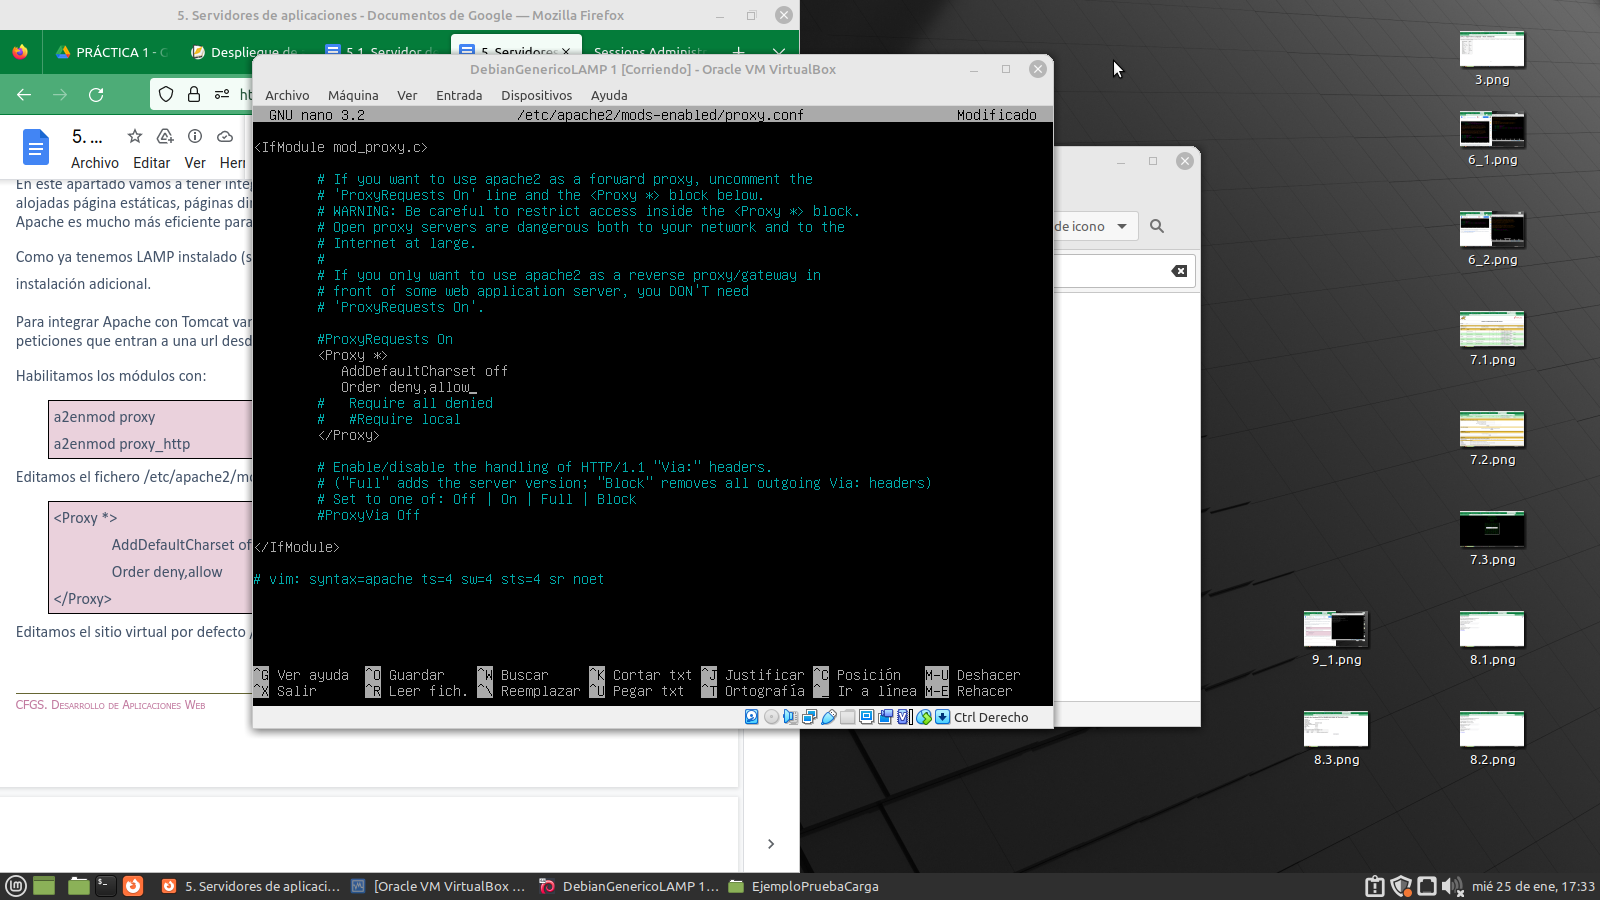 5. Servidores de aplicaciones - Documentos de Google — Mozilla Firefox
PRÁCTICA 1 - G
Despliegue de
5.1. Servidor de
5. Servidores
Sessions Administ
DebianGenericoLAMP 1 [Corriendo] - Oracle VM VirtualBox
Archivo Máquina Ver Entrada Dispositivos Ayuda
GNU nano 3.2 /etc/apache2/mods-enabled/proxy.conf Modificado
<IfModule mod_proxy.c>
# If you want to use apache2 as a forward proxy, uncomment the
# 'ProxyRequests On' line and the <Proxy *> block below.
# WARNING: Be careful to restrict access inside the <Proxy *> block.
# Open proxy servers are dangerous both to your network and to the
# Internet at large.
#
# If you only want to use apache2 as a reverse proxy/gateway in
# front of some web application server, you DON'T need
# 'ProxyRequests On'.
#ProxyRequests On
<Proxy *>
AddDefaultCharset off
Order deny,allow_
# Require all denied
# #Require local
</Proxy>
# Enable/disable the handling of HTTP/1.1 "Via:" headers.
# ("Full" adds the server version; "Block" removes all outgoing Via: headers)
# Set to one of: Off | On | Full | Block
#ProxyVia Off
</IfModule>
# vim: syntax=apache ts=4 sw=4 sts=4 sr noet
^G Ver ayuda ^O Guardar ^W Buscar ^K Cortar txt ^J Justificar ^C Posición M-U Deshacer
^X Salir ^R Leer fich. ^\ Reemplazar ^U Pegar txt ^T Ortografía ^_ Ir a línea M-E Rehacer
Ctrl Derecho
ht
5. ...
Archivo Editar Ver Herr
En este apartado vamos a tener inte
alojadas página estáticas, páginas di
Apache es mucho más eficiente para
Como ya tenemos LAMP instalado (s
instalación adicional.
Para integrar Apache con Tomcat var
peticiones que entran a una url desd
Habilitamos los módulos con:
a2enmod proxy
a2enmod proxy_http
Editamos el fichero /etc/apache2/mo
<Proxy *>
AddDefaultCharset of
Order deny,allow
</Proxy>
Editamos el sitio virtual por defecto /
CFGS. Desarrollo de Aplicaciones Web
de icono
3.png
6_1.png
6_2.png
7.1.png
7.2.png
7.3.png
9_1.png
8.1.png
8.3.png
8.2.png
5. Servidores de aplicaci...
[Oracle VM VirtualBox ...
DebianGenericoLAMP 1...
EjemploPruebaCarga
mié 25 de ene, 17:33